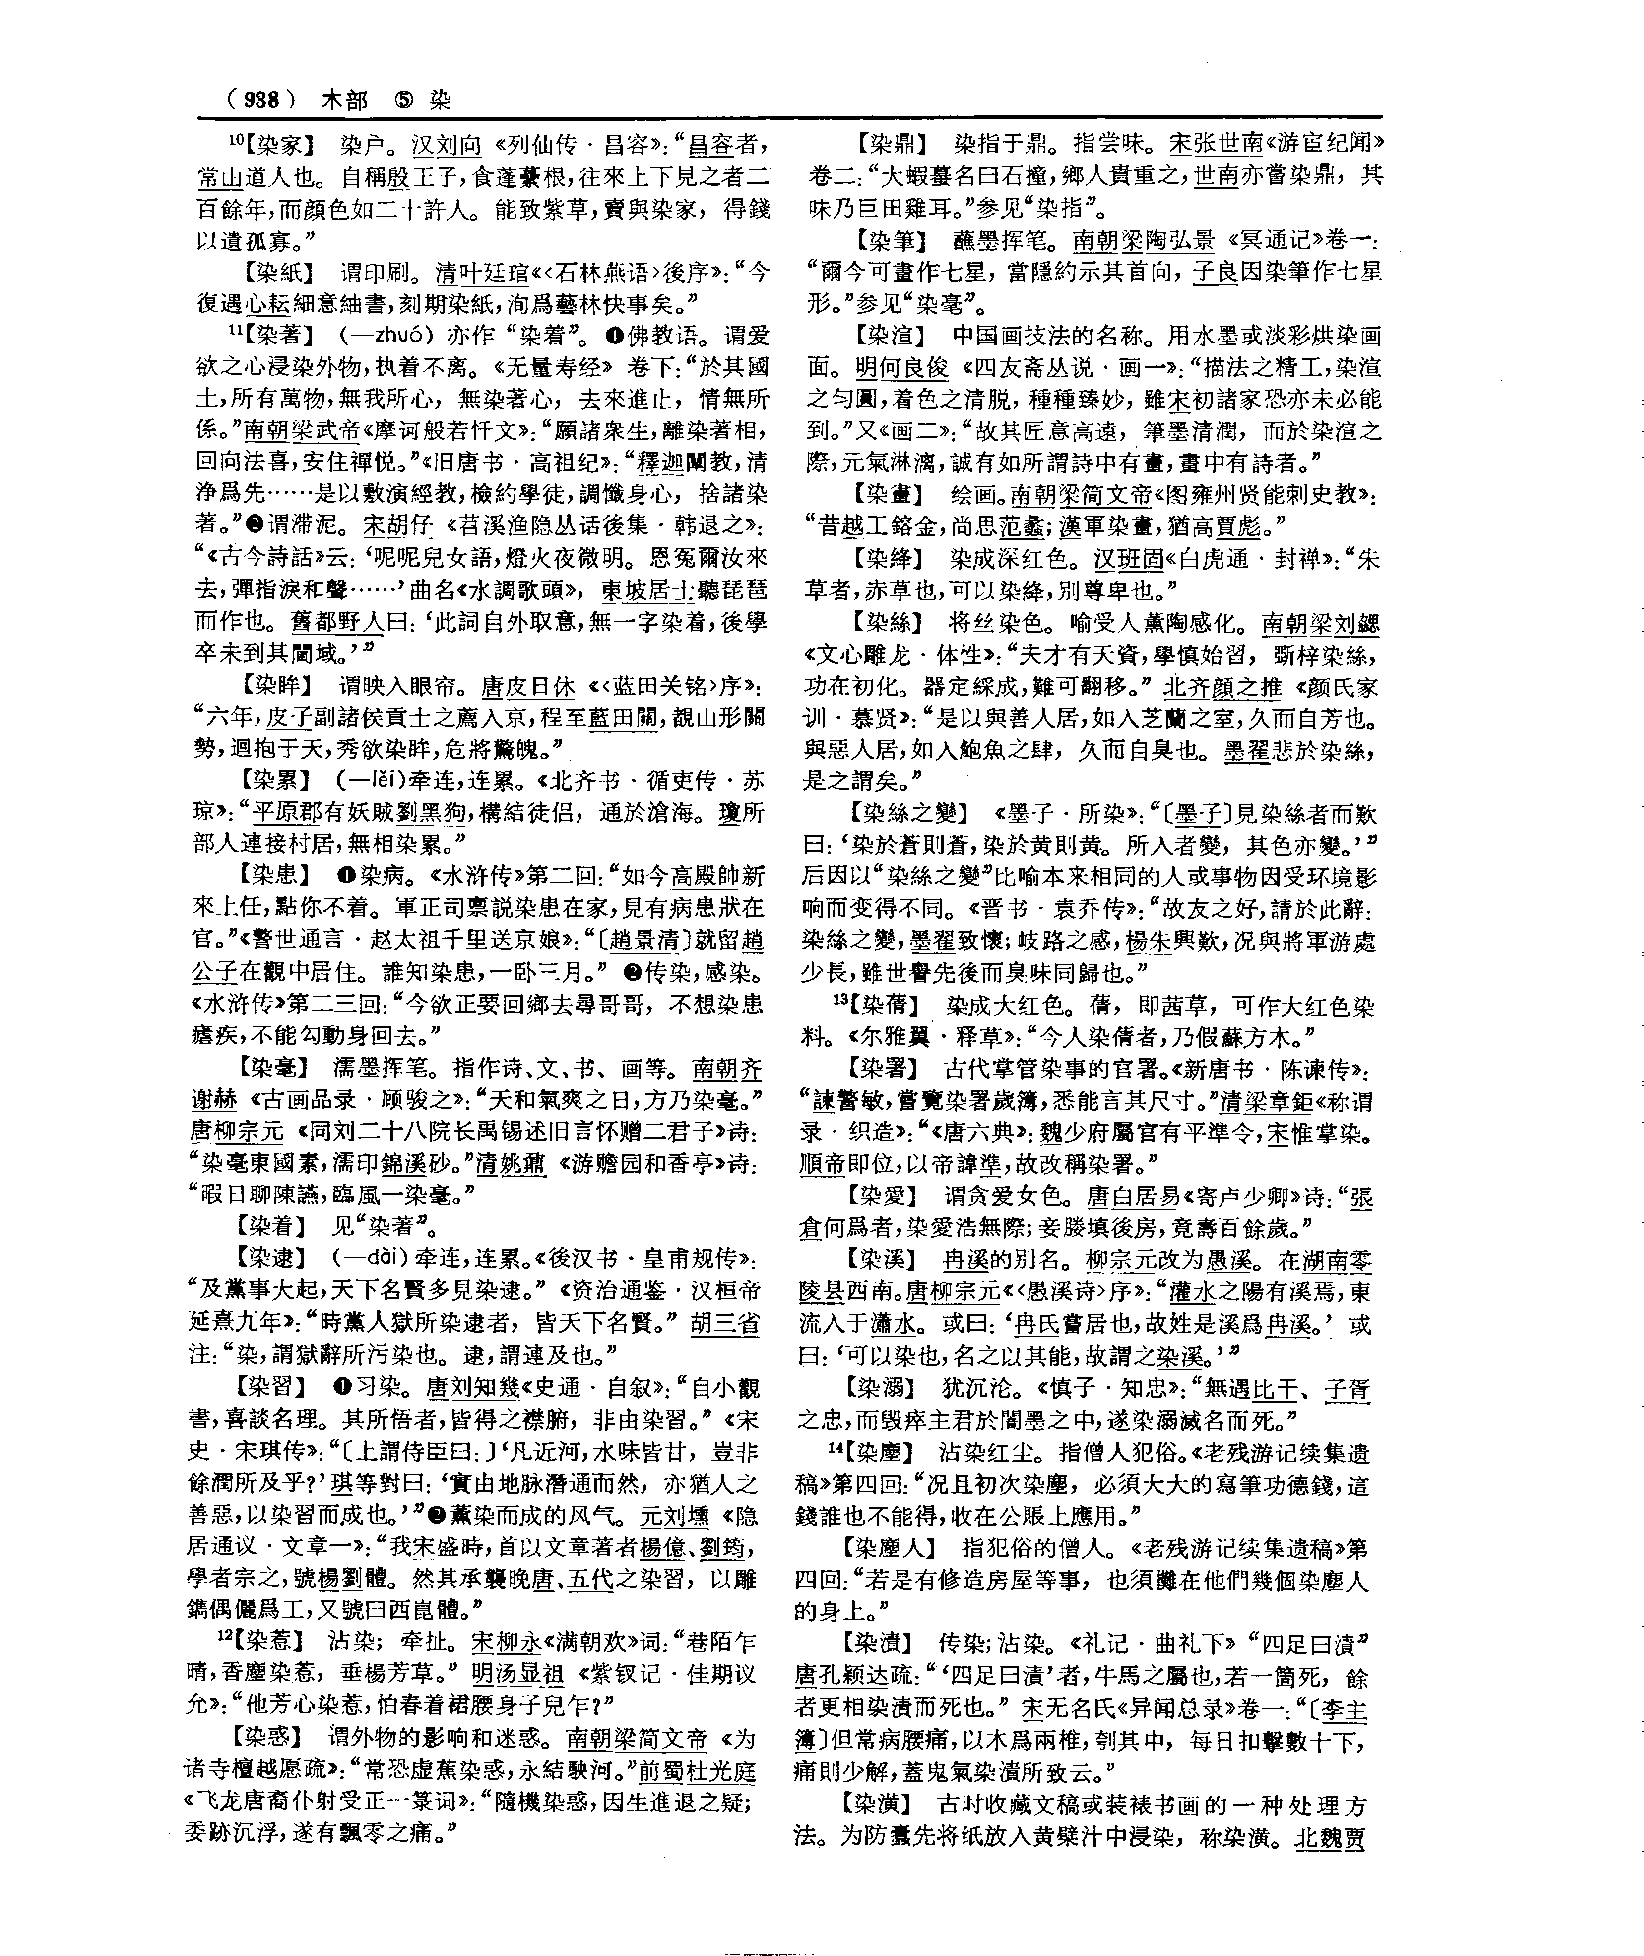 （938） 木部 ⑤ 染
¹⁰【染家】 染户。汉刘向《列仙传·昌容》：“昌容者，
常山道人也。自稱殷王子，食蓬虆根，往來上下見之者二
百餘年，而顔色如二十許人。能致紫草，賣與染家，得錢
以遺孤寡。”
【染紙】 谓印刷。清叶廷琯《〈石林燕语〉後序》：“今
復遇心耘細意紬書，刻期染紙，洵爲藝林快事矣。”
¹¹【染著】 （—zhuó）亦作“染着”。❶佛教语。谓爱
欲之心浸染外物，执着不离。《无量寿经》卷下：“於其國
土，所有萬物，無我所心，無染著心，去來進止，情無所
係。”南朝梁武帝《摩诃般若忏文》：“願諸衆生，離染著相，
回向法喜，安住禪悦。”《旧唐书·高祖纪》：“釋迦闡教，清
净爲先……是以敷演經教，檢約學徒，調懺身心，捨諸染
著。”❷谓滞泥。宋胡仔《苕溪渔隐丛话後集·韩退之》：
“《古今詩話》云：‘呢呢兒女語，燈火夜微明。恩冤爾汝來
去，彈指淚和聲……’曲名《水調歌頭》，東坡居士聽琵琶
而作也。舊都野人曰：‘此詞自外取意，無一字染着，後學
卒未到其閫域。’”
【染眸】 谓映入眼帘。唐皮日休《〈蓝田关铭〉序》：
“六年，皮子副諸侯貢士之薦入京，程至藍田關，覩山形關
勢，迴抱于天，秀欲染眸，危將驚魄。”
【染累】 （—lěi）牵连，连累。《北齐书·循吏传·苏
琼》：“平原郡有妖賊劉黑狗，構結徒侣，通於滄海。瓊所
部人連接村居，無相染累。”
【染患】 ❶染病。《水浒传》第二回：“如今高殿帥新
來上任，點你不着。軍正司禀説染患在家，見有病患狀在
官。”《警世通言·赵太祖千里送京娘》：“〔趙景清〕就留趙
公子在觀中居住。誰知染患，一卧三月。”❷传染，感染。
《水浒传》第二三回：“今欲正要回鄉去尋哥哥，不想染患
瘧疾，不能勾動身回去。”
【染毫】 濡墨挥笔。指作诗、文、书、画等。南朝齐
谢赫《古画品录·顾骏之》：“天和氣爽之日，方乃染毫。”
唐柳宗元《同刘二十八院长禹锡述旧言怀赠二君子》诗：
“染毫東國素，濡印錦溪砂。”清姚鼐《游赡园和香亭》诗：
“暇日聊陳讌，臨風一染毫。”
【染着】 见“染著”。
【染逮】 （—dài）牵连，连累。《後汉书·皇甫规传》：
“及黨事大起，天下名賢多見染逮。”《资治通鉴·汉桓帝
延熹九年》：“時黨人獄所染逮者，皆天下名賢。”胡三省
注：“染，謂獄辭所污染也。逮，謂連及也。”
【染習】 ❶习染。唐刘知幾《史通·自叙》：“自小觀
書，喜談名理。其所悟者，皆得之襟腑，非由染習。”《宋
史·宋琪传》：“〔上謂侍臣曰：〕‘凡近河，水味皆甘，豈非
餘潤所及乎？’琪等對曰：‘實由地脉潛通而然，亦猶人之
善惡，以染習而成也。’”❷薰染而成的风气。元刘壎《隐
居通议·文章一》：“我宋盛時，首以文章著者楊億、劉筠，
學者宗之，號楊劉體。然其承襲晚唐、五代之染習，以雕
鐫偶儷爲工，又號曰西崑體。”
¹²【染惹】 沾染；牵扯。宋柳永《满朝欢》词：“巷陌乍
晴，香塵染惹，垂楊芳草。”明汤显祖《紫钗记·佳期议
允》：“他芳心染惹，怕春着裙腰身子兒乍？”
【染惑】 谓外物的影响和迷惑。南朝梁简文帝《为
诸寺檀越愿疏》：“常恐虚蕉染惑，永結駛河。”前蜀杜光庭
《飞龙唐裔仆射受正一箓词》：“隨機染惑，因生進退之疑；
委跡沉浮，遂有飄零之痛。”
【染鼎】 染指于鼎。指尝味。宋张世南《游宦纪闻》
卷二：“大蝦蟇名曰石撞，鄉人貴重之，世南亦嘗染鼎，其
味乃巨田雞耳。”参见“染指”。
【染筆】 蘸墨挥笔。南朝梁陶弘景《冥通记》卷一：
“爾今可畫作七星，當隱約示其首向，子良因染筆作七星
形。”参见“染毫”。
【染渲】 中国画技法的名称。用水墨或淡彩烘染画
面。明何良俊《四友斋丛说·画一》：“描法之精工，染渲
之匀圓，着色之清脱，種種臻妙，雖宋初諸家恐亦未必能
到。”又《画二》：“故其匠意高遠，筆墨清潤，而於染渲之
際，元氣淋漓，誠有如所謂詩中有畫，畫中有詩者。”
【染畫】 绘画。南朝梁简文帝《图雍州贤能刺史教》：
“昔越工鎔金，尚思范蠡；漢軍染畫，猶高賈彪。”
【染絳】 染成深红色。汉班固《白虎通·封禅》：“朱
草者，赤草也，可以染絳，别尊卑也。”
【染絲】 将丝染色。喻受人薰陶感化。南朝梁刘勰
《文心雕龙·体性》：“夫才有天資，學慎始習，斲梓染絲，
功在初化，器定綵成，難可翻移。”北齐颜之推《颜氏家
训·慕贤》：“是以與善人居，如入芝蘭之室，久而自芳也。
與惡人居，如入鮑魚之肆，久而自臭也。墨翟悲於染絲，
是之謂矣。”
【染絲之變】 《墨子·所染》：“〔墨子〕見染絲者而歎
曰：‘染於蒼則蒼，染於黄則黄。所入者變，其色亦變。’”
后因以“染絲之變”比喻本来相同的人或事物因受环境影
响而变得不同。《晋书·袁乔传》：“故友之好，請於此辭：
染絲之變，墨翟致懷；岐路之感，楊朱興歎，况與將軍游處
少長，雖世譽先後而臭味同歸也。”
¹³【染蒨】 染成大红色。蒨，即茜草，可作大红色染
料。《尔雅翼·释草》：“今人染蒨者，乃假蘇方木。”
【染署】 古代掌管染事的官署。《新唐书·陈谏传》：
“諫警敏，嘗覽染署歲簿，悉能言其尺寸。”清梁章鉅《称谓
录·织造》：“《唐六典》：魏少府屬官有平準令，宋惟掌染。
順帝即位，以帝諱準，故改稱染署。”
【染愛】 谓贪爱女色。唐白居易《寄卢少卿》诗：“張
倉何爲者，染愛浩無際；妾媵填後房，竟壽百餘歲。”
【染溪】 冉溪的别名。柳宗元改为愚溪。在湖南零
陵县西南。唐柳宗元《〈愚溪诗〉序》：“灌水之陽有溪焉，東
流入于瀟水。或曰：‘冉氏嘗居也，故姓是溪爲冉溪。’或
曰：‘可以染也，名之以其能，故謂之染溪。’”
【染溺】 犹沉沦。《慎子·知忠》：“無遇比干、子胥
之忠，而毁瘁主君於闇墨之中，遂染溺滅名而死。”
¹⁴【染塵】 沾染红尘。指僧人犯俗。《老残游记续集遗
稿》第四回：“况且初次染塵，必須大大的寫筆功德錢，這
錢誰也不能得，收在公賬上應用。”
【染塵人】 指犯俗的僧人。《老残游记续集遗稿》第
四回：“若是有修造房屋等事，也須攤在他們幾個染塵人
的身上。”
【染漬】 传染；沾染。《礼记·曲礼下》“四足曰漬”
唐孔颖达疏：“‘四足曰漬’者，牛馬之屬也，若一箇死，餘
者更相染漬而死也。”宋无名氏《异闻总录》卷一：“〔李主
簿〕但常病腰痛，以木爲兩椎，刳其中，每日扣擊數十下，
痛則少解，蓋鬼氣染漬所致云。”
【染潢】 古时收藏文稿或装裱书画的一种处理方
法。为防蠹先将纸放入黄檗汁中浸染，称染潢。北魏贾